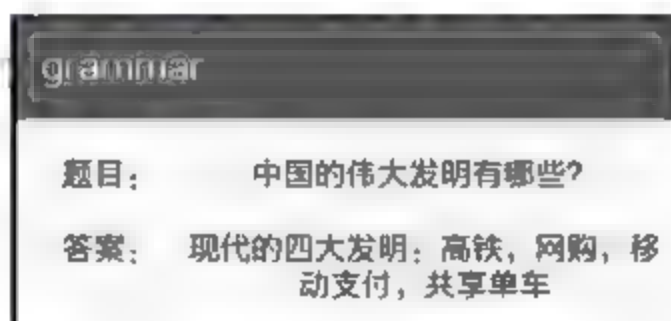 grammar
题目： 中国的伟大发明有哪些?
答案： 现代的四大发明：高铁，网购，移
动支付，共享单车